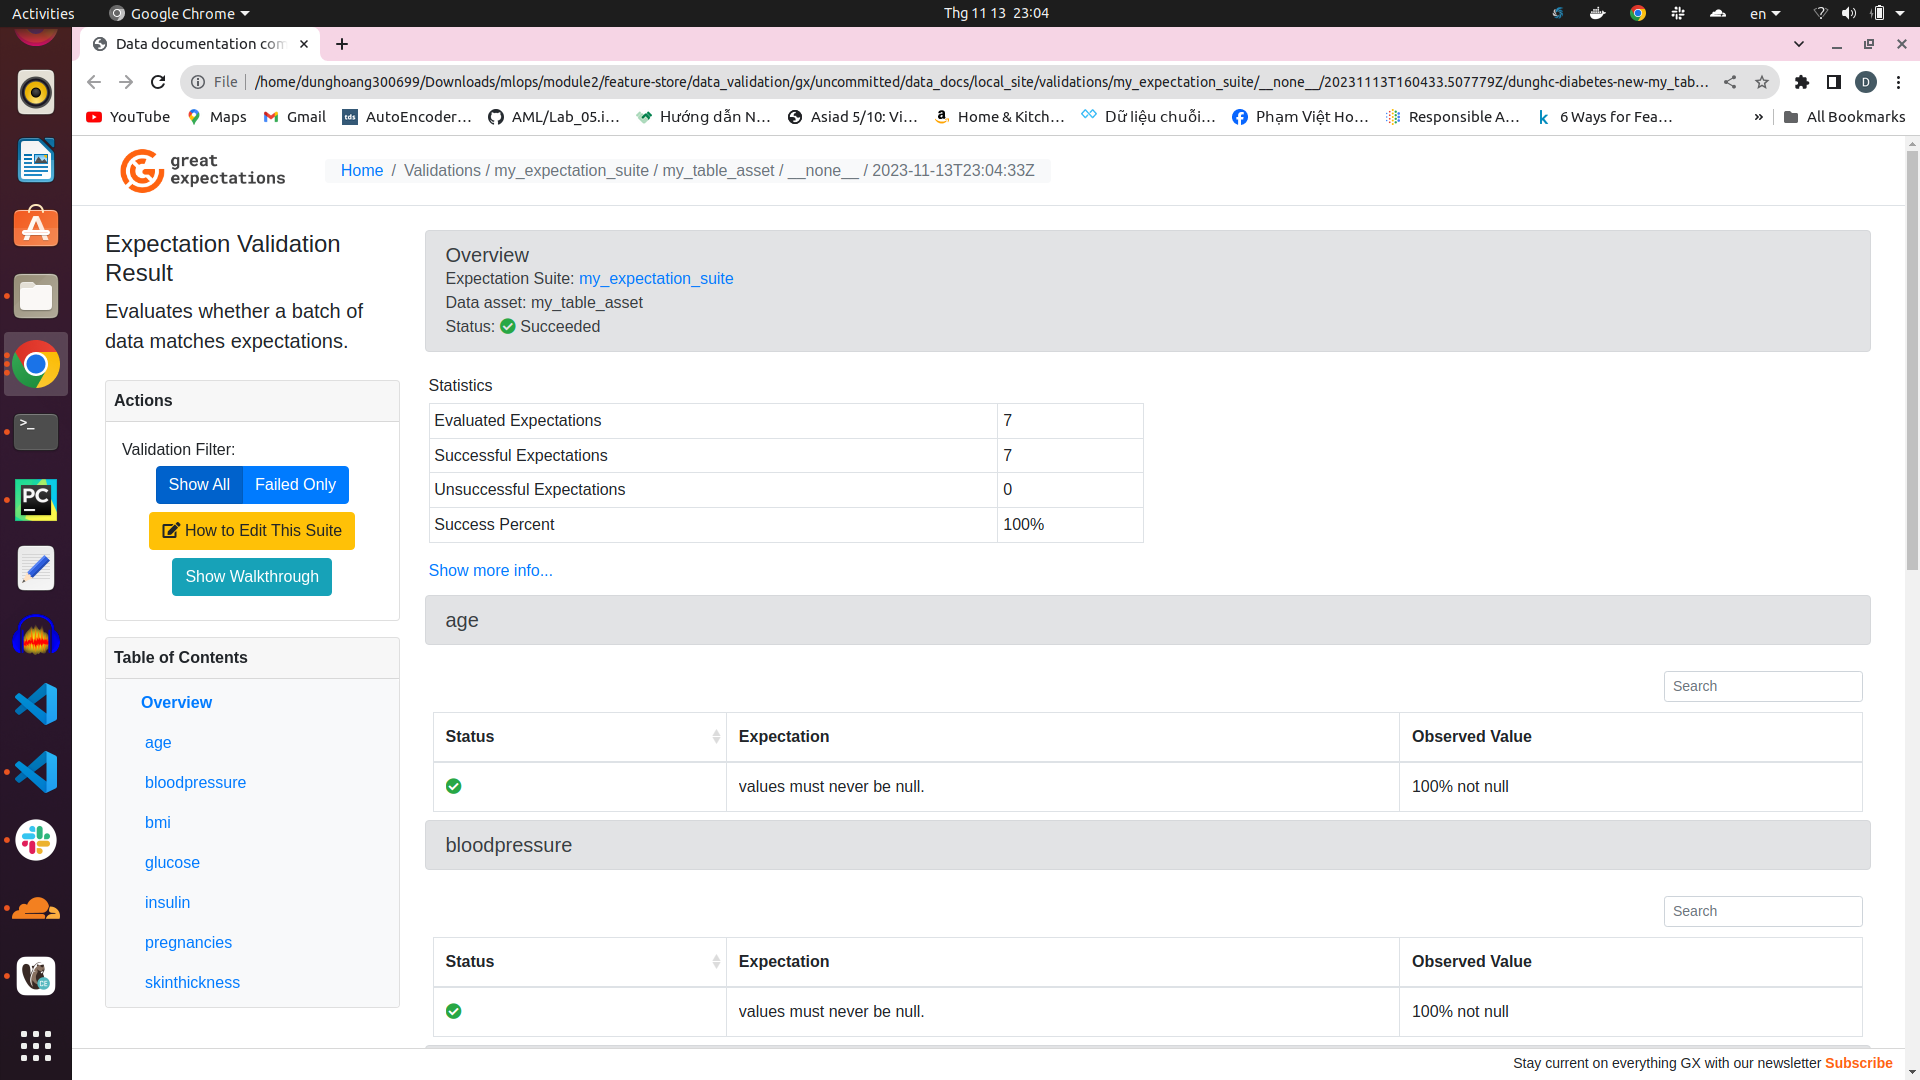 Activities
Google Chrome
Thg 11 13 23:04
en
Data documentation com
File
/home/dunghoang300699/Downloads/mlops/module2/feature-store/data_validation/gx/uncommitted/data_docs/local_site/validations/my_expectation_suite/__none__/20231113T160433.507779Z/dunghc-diabetes-new-my_tab…
D
YouTube
Maps
Gmail
AutoEncoder…
AML/Lab_05.i…
Hướng dẫn N…
Asiad 5/10: Vi…
Home & Kitch…
Dữ liệu chuỗi…
Phạm Việt Ho…
Responsible A…
6 Ways for Fea…
»
All Bookmarks
great
expectations
Home / Validations / my_expectation_suite / my_table_asset / __none__ / 2023-11-13T23:04:33Z
Expectation Validation
Result
Evaluates whether a batch of
data matches expectations.
Actions
Validation Filter:
Show All
Failed Only
How to Edit This Suite
Show Walkthrough
Table of Contents
Overview
age
bloodpressure
bmi
glucose
insulin
pregnancies
skinthickness
Overview
Expectation Suite: my_expectation_suite
Data asset: my_table_asset
Status: Succeeded
Statistics
Evaluated Expectations 7
Successful Expectations 7
Unsuccessful Expectations 0
Success Percent 100%
Show more info...
age
Search
Status Expectation Observed Value
values must never be null. 100% not null
bloodpressure
Search
Status Expectation Observed Value
values must never be null. 100% not null
Stay current on everything GX with our newsletter Subscribe